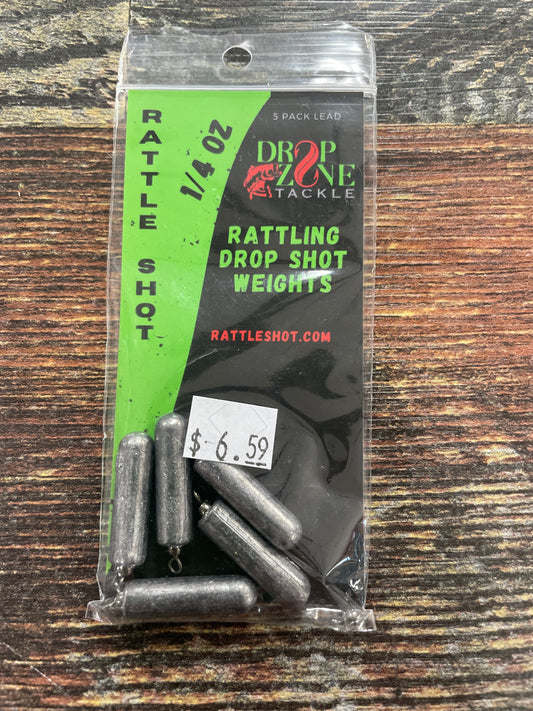 5 PACK LEAD
RATTLE SHOT
1/4 OZ
DROP
ZONE
TACKLE
RATTLING
DROP SHOT
WEIGHTS
RATTLESHOT.COM
$ 6.59